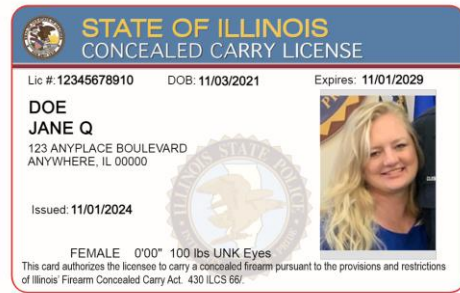 STATE OF ILLINOIS
CONCEALED CARRY LICENSE
Lic #: 12345678910 DOB: 11/03/2021 Expires: 11/01/2029
DOE
JANE Q
123 ANYPLACE BOULEVARD
ANYWHERE, IL 00000
ILLINOIS STATE POLICE
Issued: 11/01/2024
FEMALE 0'00" 100 lbs UNK Eyes
This card authorizes the licensee to carry a concealed firearm pursuant to the provisions and restrictions
of Illinois' Firearm Concealed Carry Act. 430 ILCS 66/.